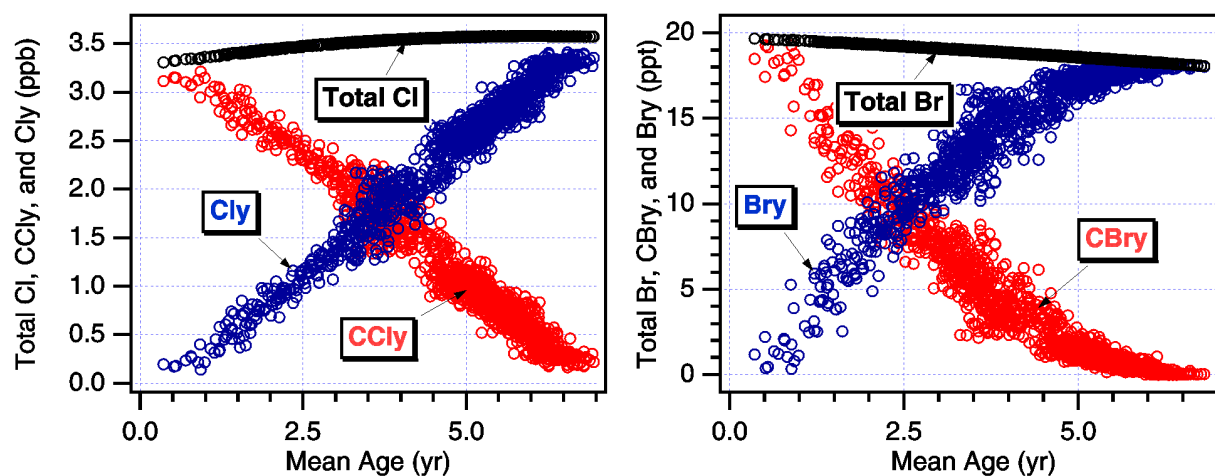 Total Cl, CCly, and Cly (ppb)
3.5
3.0
2.5
2.0
1.5
1.0
0.5
0.0
Total Cl
Cly
CCly
0.0
2.5
5.0
Mean Age (yr)
Total Br, CBry, and Bry (ppt)
20
15
10
5
0
Total Br
Bry
CBry
0.0
2.5
5.0
Mean Age (yr)